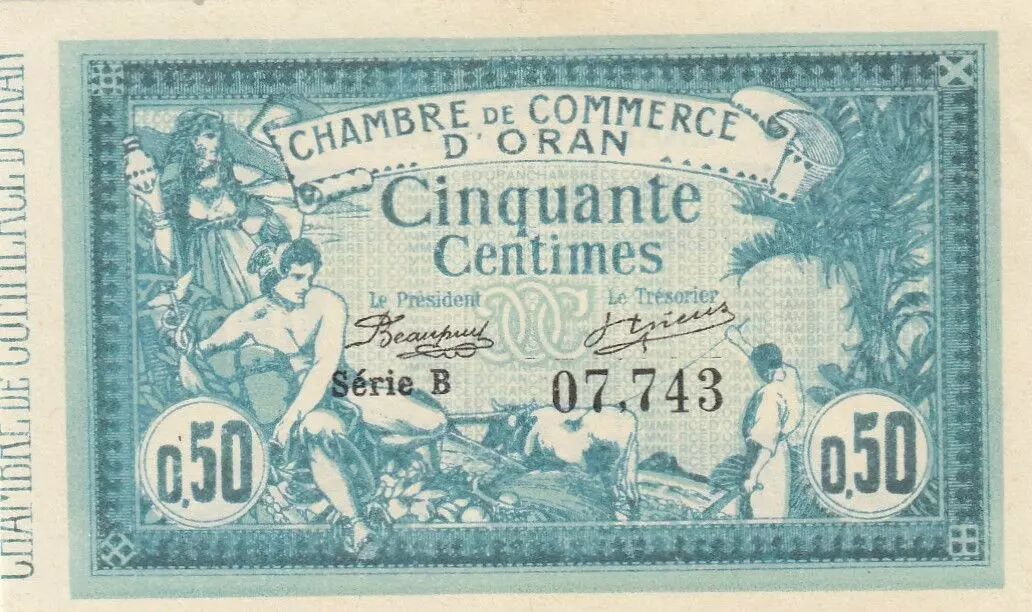 CHAMBRE DE COMMERCE D'ORAN
CHAMBRE DE COMMERCE
D'ORAN
Cinquante
Centimes
Le Président
Le Trésorier
Beaupuy
Série B
07,743
0,50
0,50